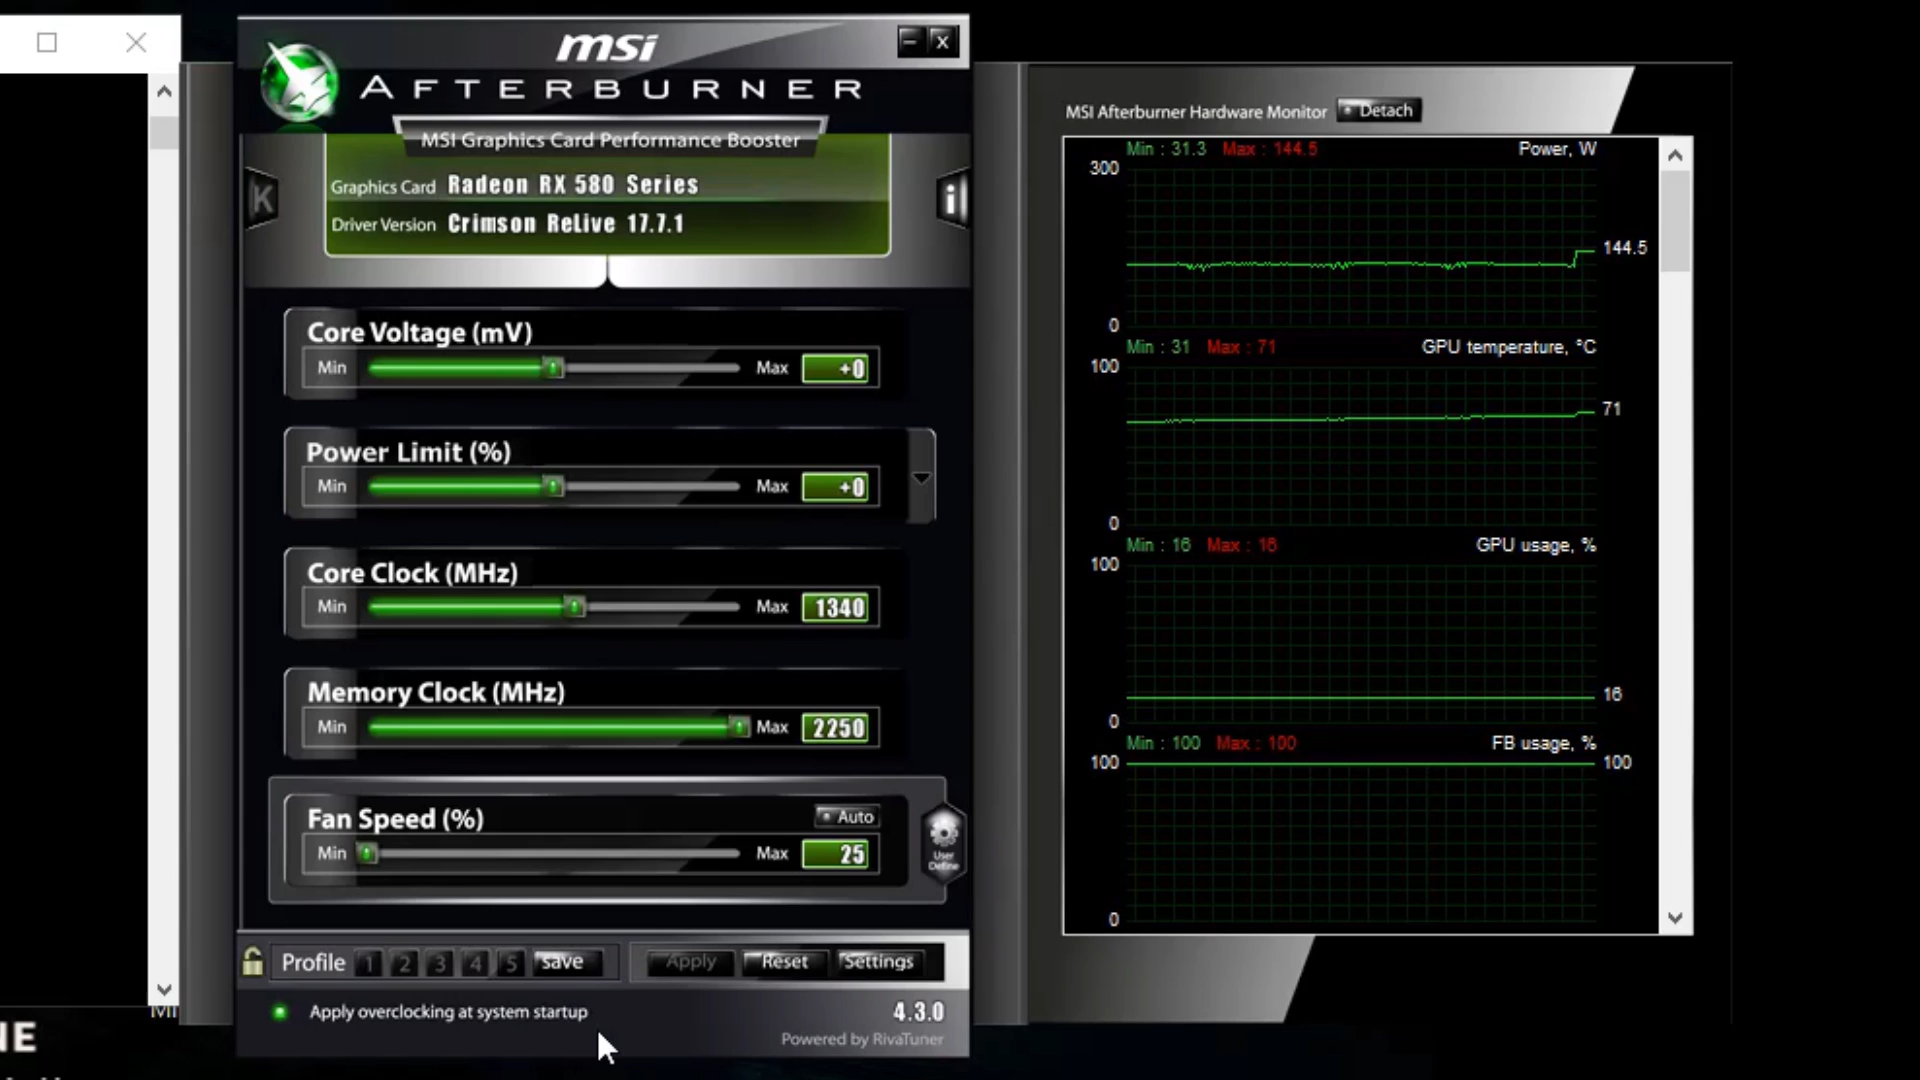 msi
AFTERBURNER
MSI Graphics Card Performance Booster
K
i
Graphics Card Radeon RX 580 Series
Driver Version Crimson ReLive 17.7.1
Core Voltage (mV)
Min Max +0
Power Limit (%)
Min Max +0
Core Clock (MHz)
Min Max 1340
Memory Clock (MHz)
Min Max 2250
Fan Speed (%)
Auto
Min Max 25
User Define
Profile 1 2 3 4 5 save Apply Reset Settings
Apply overclocking at system startup
4.3.0
Powered by RivaTuner
MSI Afterburner Hardware Monitor Detach
Min : 31.3 Max : 144.5 Power, W
300
144.5
0
Min : 31 Max : 71 GPU temperature, °C
100
71
0
Min : 16 Max : 16 GPU usage, %
100
16
0
Min : 100 Max : 100 FB usage, %
100 100
0
NE